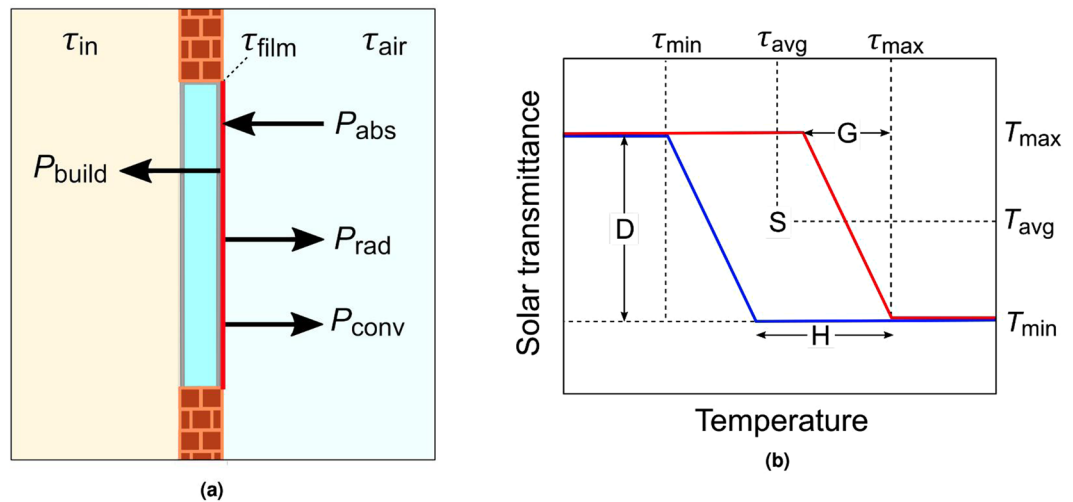 τin
τfilm
τair
Pabs
Pbuild
Prad
Pconv
(a)
τmin
τavg
τmax
Solar transmittance
G
Tmax
D
S
Tavg
H
Tmin
Temperature
(b)